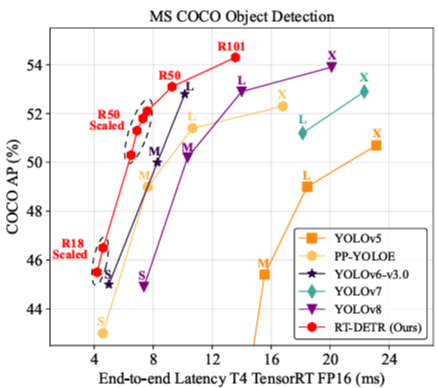 MS COCO Object Detection
COCO AP (%)
54
52
50
48
46
44
R101
R50
R50
Scaled
R18
Scaled
L
M
S
X
L
M
S
X
L
M
S
X
L
X
L
M
YOLOv5
PP-YOLOE
YOLOv6-v3.0
YOLOv7
YOLOv8
RT-DETR (Ours)
4
8
12
16
20
24
End-to-end Latency T4 TensorRT FP16 (ms)